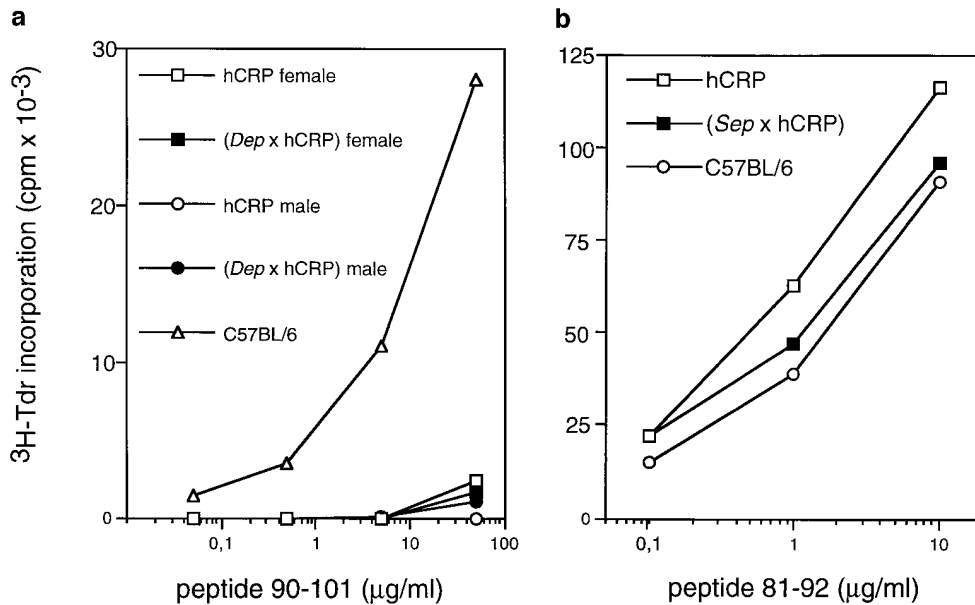 a
³H-Tdr incorporation (cpm x 10-3)
30
20
10
0
hCRP female
(Dep x hCRP) female
hCRP male
(Dep x hCRP) male
C57BL/6
0,1
1
10
100
peptide 90-101 (μg/ml)
b
125
100
75
50
25
0
hCRP
(Sep x hCRP)
C57BL/6
0,1
1
10
peptide 81-92 (μg/ml)